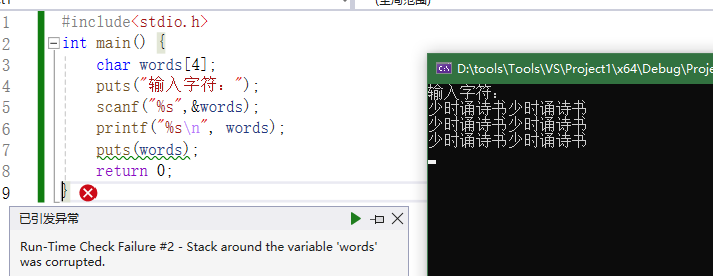 (全局范围)
1 #include<stdio.h>
2 int main() {
3 char words[4];
4 puts("输入字符：");
5 scanf("%s",&words);
6 printf("%s\n", words);
7 puts(words);
8 return 0;
9 }
已引发异常
Run-Time Check Failure #2 - Stack around the variable 'words'
was corrupted.
D:\tools\Tools\VS\Project1\x64\Debug\Proje
输入字符：
少时诵诗书少时诵诗书
少时诵诗书少时诵诗书
少时诵诗书少时诵诗书